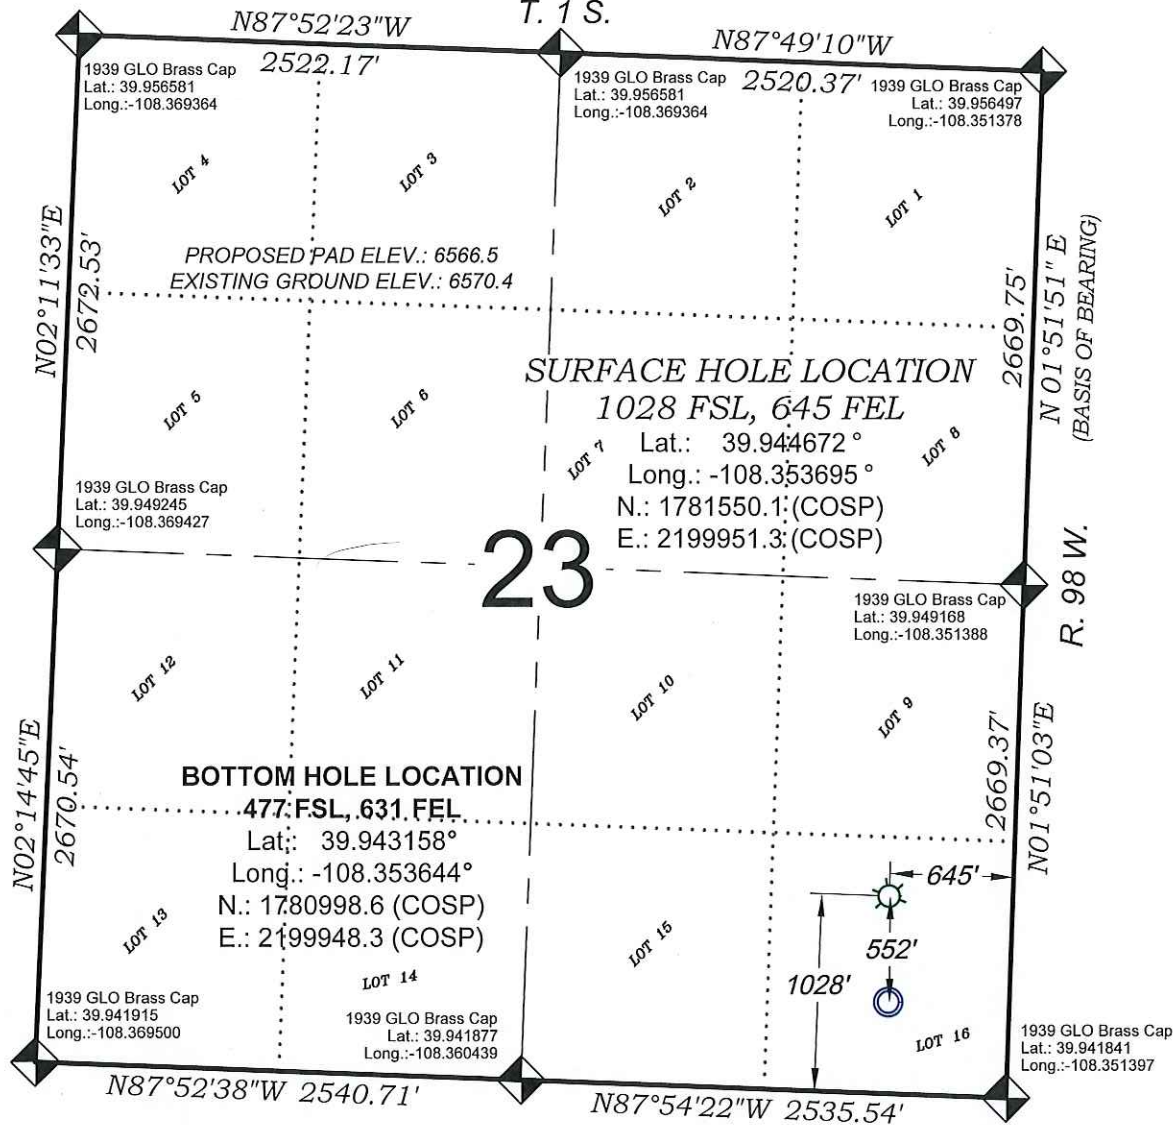 T. 1 S.
N87°52'23"W
2522.17'
N87°49'10"W
2520.37'
1939 GLO Brass Cap
Lat.: 39.956581
Long.:-108.369364
1939 GLO Brass Cap
Lat.: 39.956581
Long.:-108.369364
1939 GLO Brass Cap
Lat.: 39.956497
Long.:-108.351378
LOT 4
LOT 3
LOT 2
LOT 1
N02°11'33"E
2672.53'
PROPOSED PAD ELEV.: 6566.5
EXISTING GROUND ELEV.: 6570.4
2669.75'
N 01°51'51" E
(BASIS OF BEARING)
SURFACE HOLE LOCATION
1028 FSL, 645 FEL
Lat.: 39.944672°
Long.: -108.353695°
N.: 1781550.1 (COSP)
E.: 2199951.3 (COSP)
LOT 5
LOT 6
LOT 7
LOT 8
1939 GLO Brass Cap
Lat.: 39.949245
Long.:-108.369427
23
R. 98 W.
1939 GLO Brass Cap
Lat.: 39.949168
Long.:-108.351388
LOT 12
LOT 11
LOT 10
LOT 9
N02°14'45"E
2670.54'
BOTTOM HOLE LOCATION
477 FSL, 631 FEL
Lat.: 39.943158°
Long.: -108.353644°
N.: 1780998.6 (COSP)
E.: 2199948.3 (COSP)
2669.37'
N01°51'03"E
645'
552'
1028'
LOT 13
LOT 14
LOT 15
LOT 16
1939 GLO Brass Cap
Lat.: 39.941915
Long.:-108.369500
1939 GLO Brass Cap
Lat.: 39.941877
Long.:-108.360439
1939 GLO Brass Cap
Lat.: 39.941841
Long.:-108.351397
N87°52'38"W 2540.71'
N87°54'22"W 2535.54'